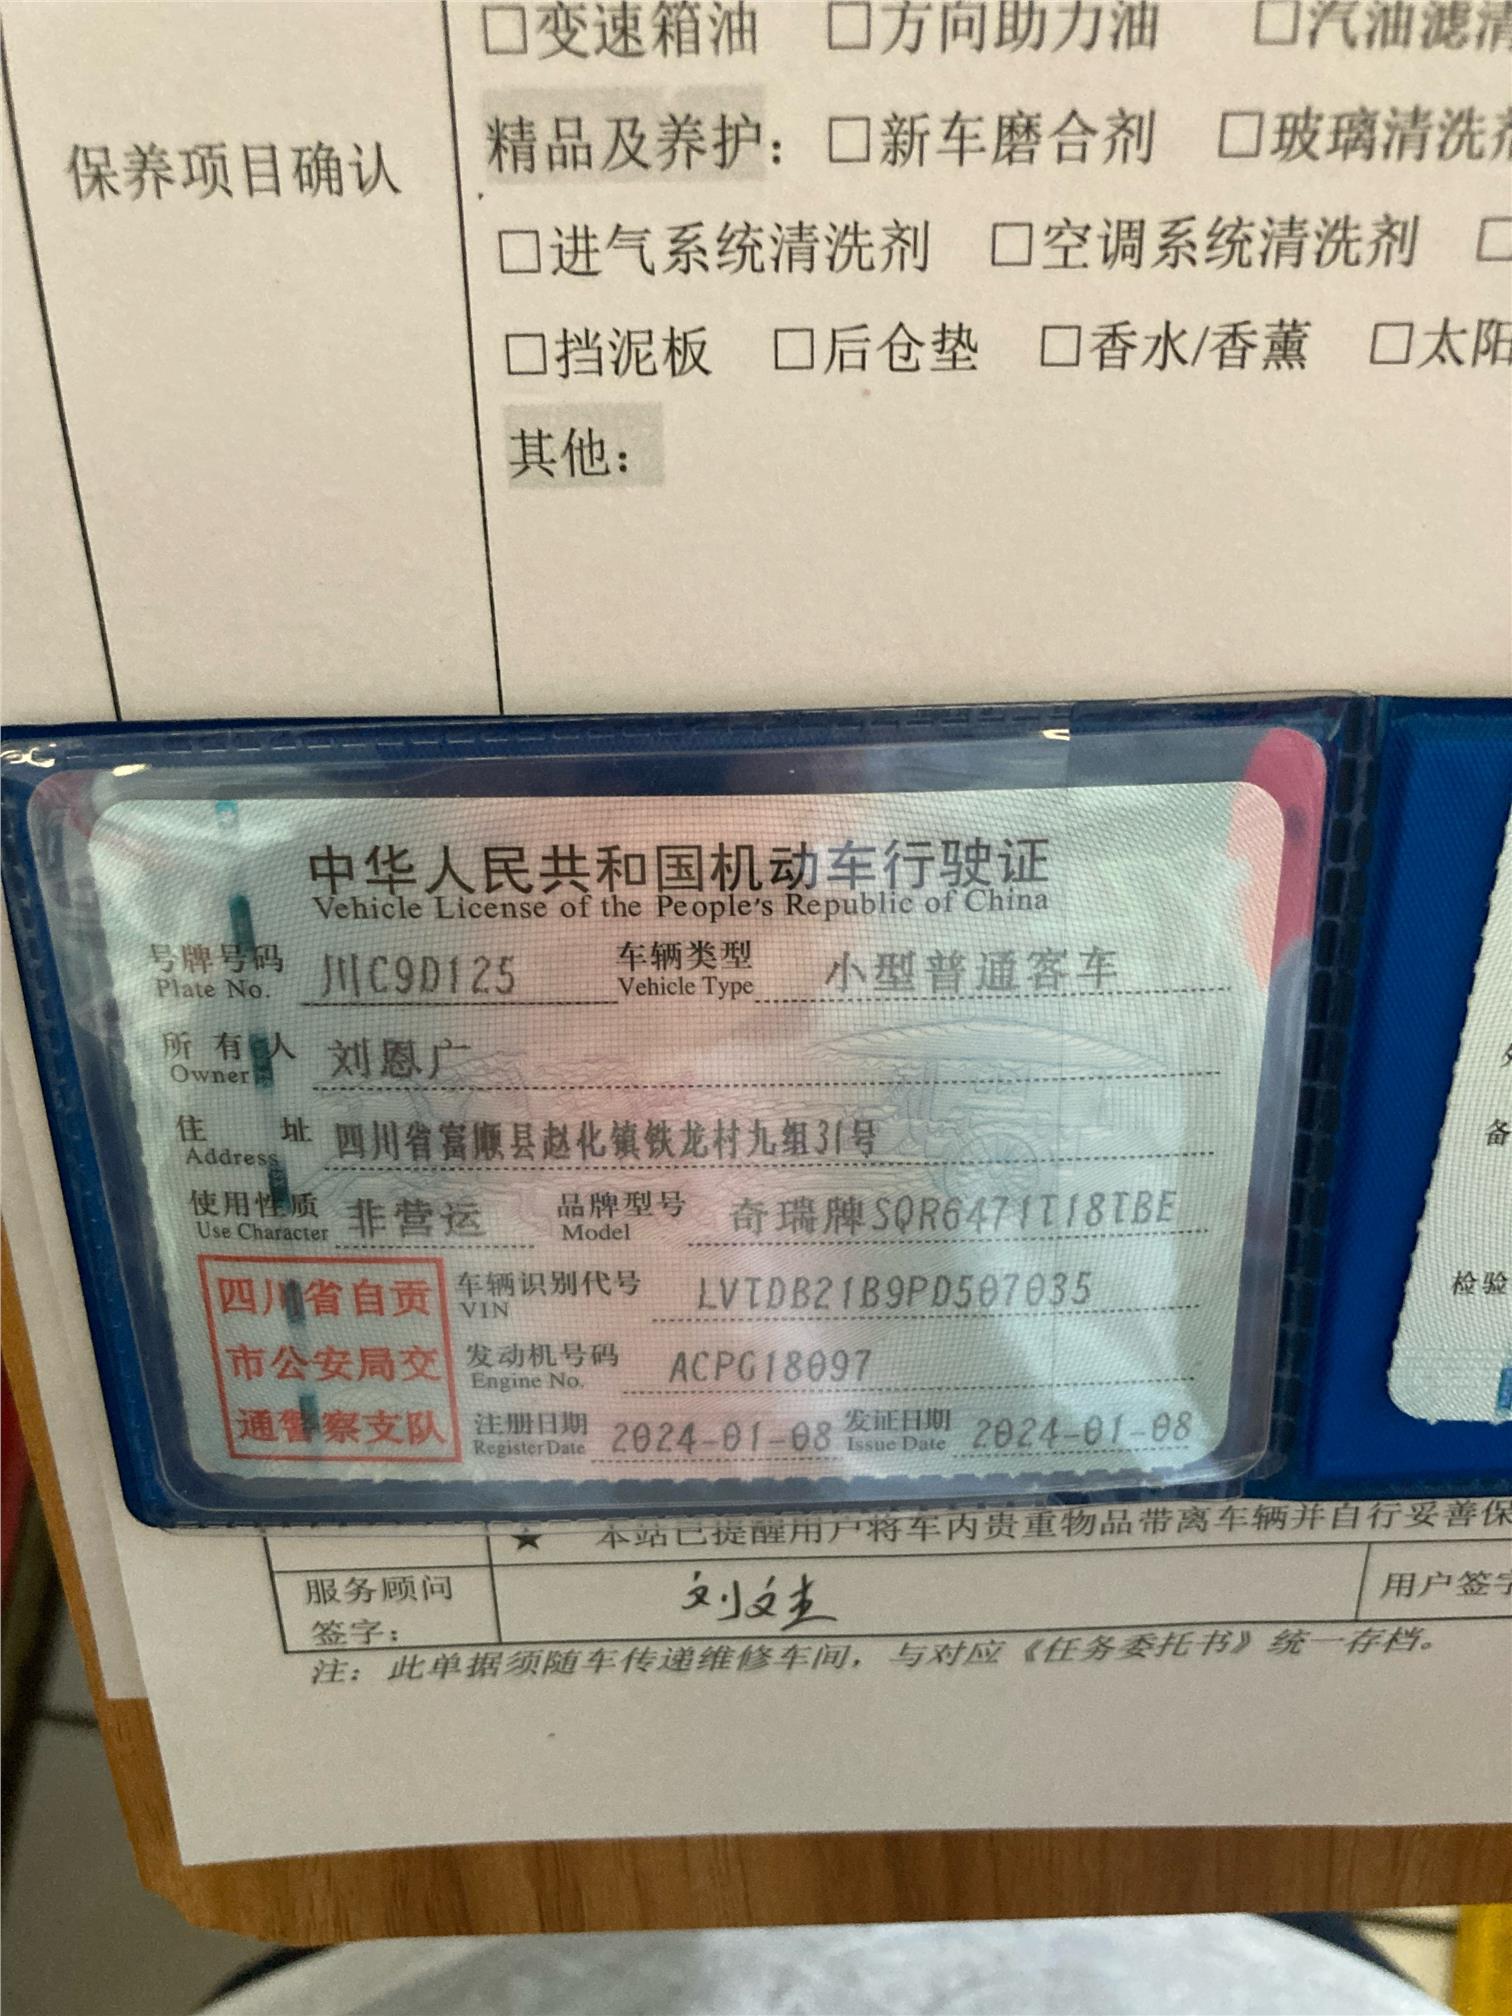 □变速箱油 □方向助力油 □汽油滤清
保养项目确认
精品及养护：□新车磨合剂 □玻璃清洗剂
□进气系统清洗剂 □空调系统清洗剂 □
□挡泥板 □后仓垫 □香水/香薰 □太阳
其他：
中华人民共和国机动车行驶证
Vehicle License of the People's Republic of China
号牌号码 川C9D125 车辆类型 小型普通客车
Plate No. Vehicle Type
所有人 刘恩广
Owner
住址 四川省富顺县赵化镇铁龙村九组31号
Address
使用性质 非营运 品牌型号 奇瑞牌SQR6471T18TBE
Use Character Model
四川省自贡
市公安局交
通警察支队
车辆识别代号 LVTDB21B9PD507035
VIN
发动机号码 ACPG18097
Engine No.
注册日期 2024-01-08 发证日期 2024-01-08
Register Date Issue Date
备
检验
★ 本站已提醒用户将车内贵重物品带离车辆并自行妥善保
服务顾问
签字：
用户签字
注：此单据须随车传递维修车间，与对应《任务委托书》统一存档。